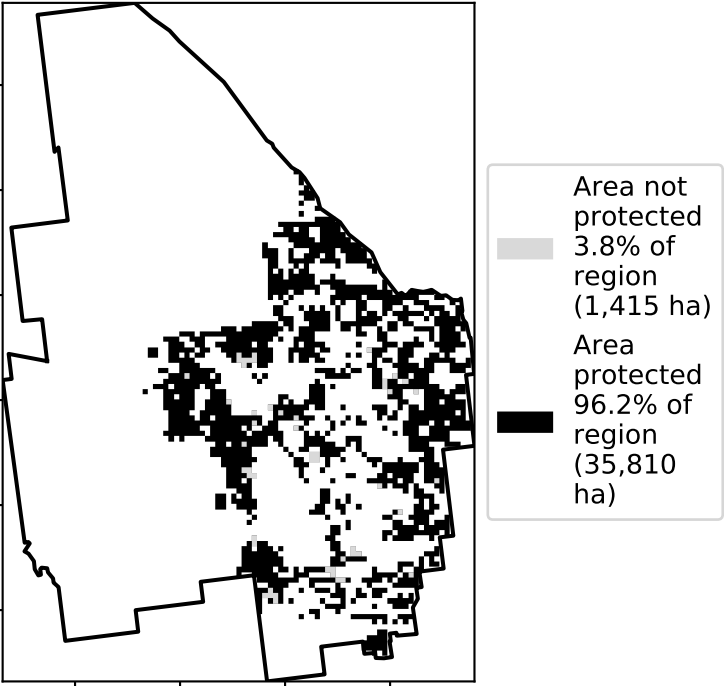 Area not
protected
3.8% of
region
(1,415 ha)
Area
protected
96.2% of
region
(35,810
ha)